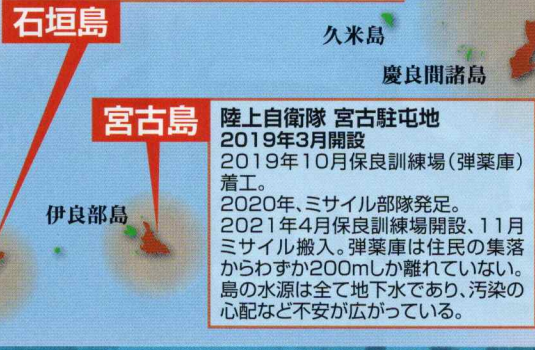 石垣島
久米島
慶良間諸島
宮古島
伊良部島
陸上自衛隊 宮古駐屯地
2019年3月開設
2019年10月保良訓練場（弾薬庫）
着工。
2020年、ミサイル部隊発足。
2021年4月保良訓練場開設、11月
ミサイル搬入。弾薬庫は住民の集落
からわずか200mしか離れていない。
島の水源は全て地下水であり、汚染の
心配など不安が広がっている。